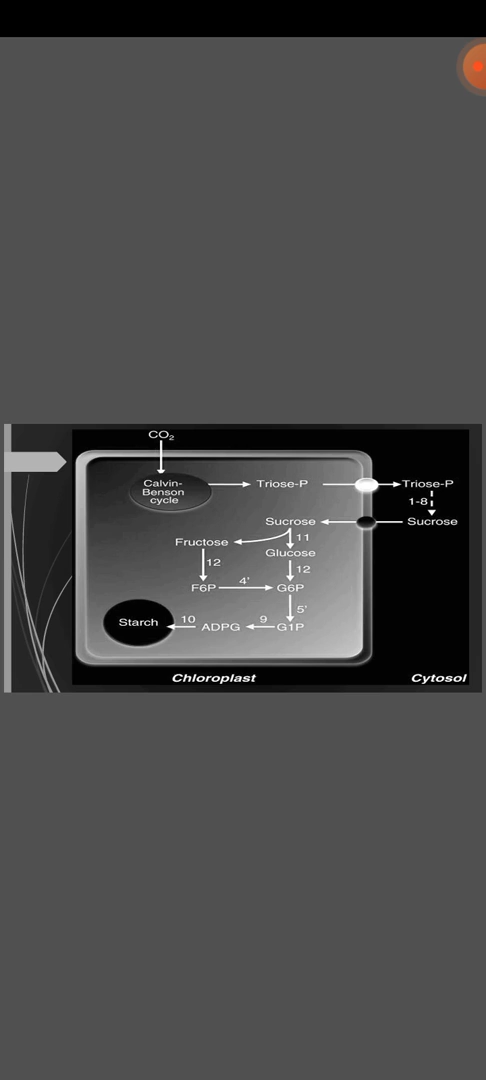 CO2
Calvin-
Benson
cycle
Triose-P
Triose-P
1-8
Sucrose
Sucrose
11
Fructose
Glucose
12
12
F6P
4'
G6P
5'
Starch
10
ADPG
9
G1P
Chloroplast
Cytosol